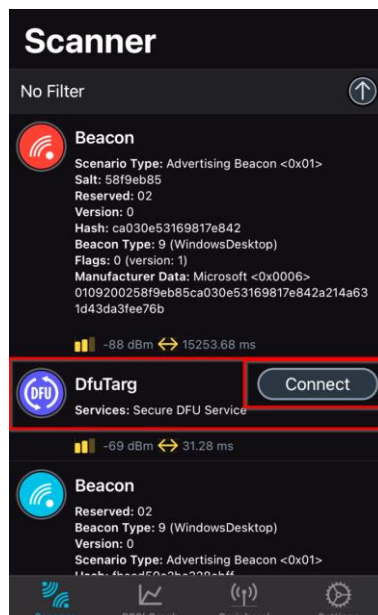 Scanner
No Filter
Beacon
Scenario Type: Advertising Beacon <0x01>
Salt: 58f9eb85
Reserved: 02
Version: 0
Hash: ca030e53169817e842
Beacon Type: 9 (WindowsDesktop)
Flags: 0 (version: 1)
Manufacturer Data: Microsoft <0x0006>
0109200258f9eb85ca030e53169817e842a214a63
1d43da3fee76b
-88 dBm 15253.68 ms
DFU
DfuTarg
Connect
Services: Secure DFU Service
-69 dBm 31.28 ms
Beacon
Reserved: 02
Beacon Type: 9 (WindowsDesktop)
Version: 0
Scenario Type: Advertising Beacon <0x01>